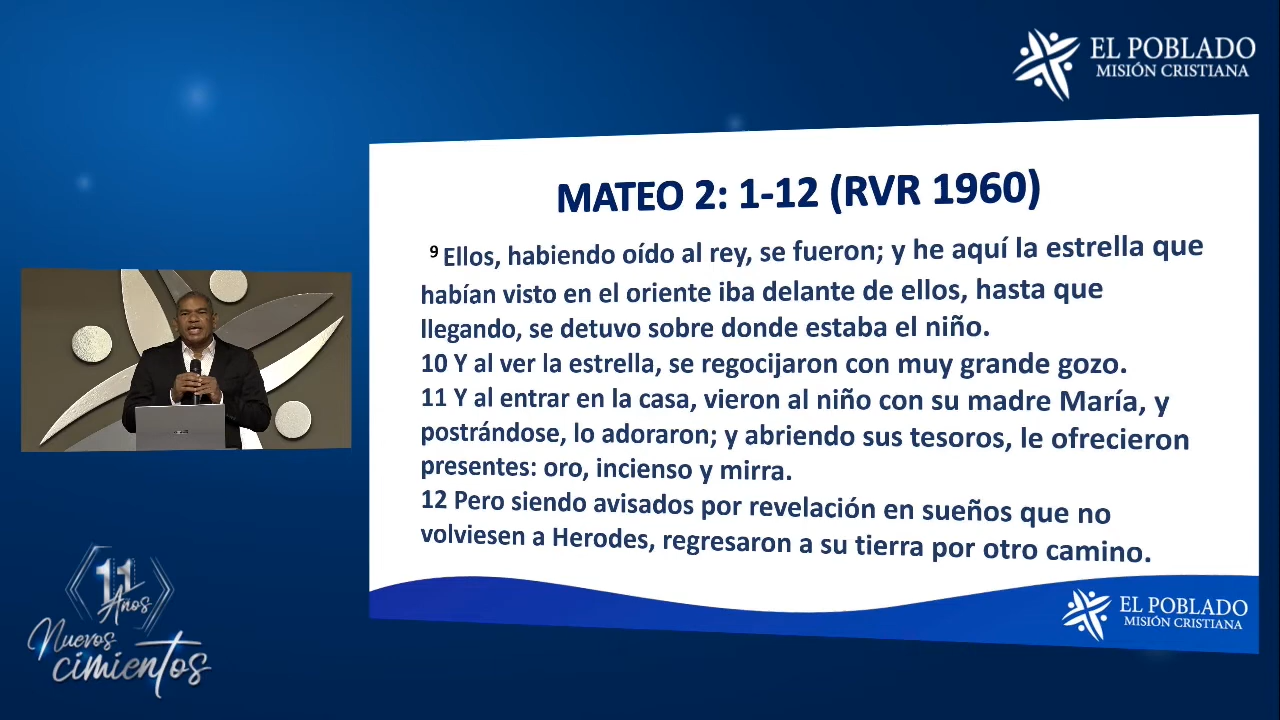 EL POBLADO
MISIÓN CRISTIANA
MATEO 2: 1-12 (RVR 1960)
9 Ellos, habiendo oído al rey, se fueron; y he aquí la estrella que
habían visto en el oriente iba delante de ellos, hasta que
llegando, se detuvo sobre donde estaba el niño.
10 Y al ver la estrella, se regocijaron con muy grande gozo.
11 Y al entrar en la casa, vieron al niño con su madre María, y
postrándose, lo adoraron; y abriendo sus tesoros, le ofrecieron
presentes: oro, incienso y mirra.
12 Pero siendo avisados por revelación en sueños que no
volviesen a Herodes, regresaron a su tierra por otro camino.
EL POBLADO
MISIÓN CRISTIANA
11
Años
Nuevos
cimientos